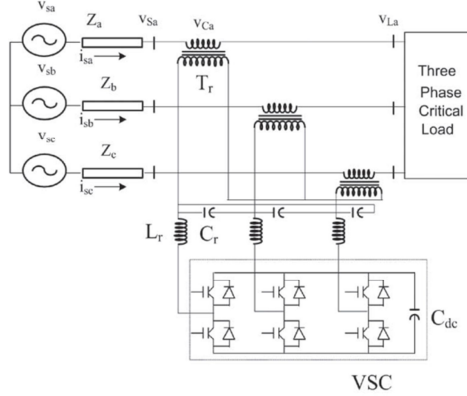 v_sa Z_a v_Sa v_Ca v_La
i_sa
v_sb Z_b T_r
i_sb
v_sc Z_c
i_sc
Three
Phase
Critical
Load
L_r C_r
C_dc
VSC